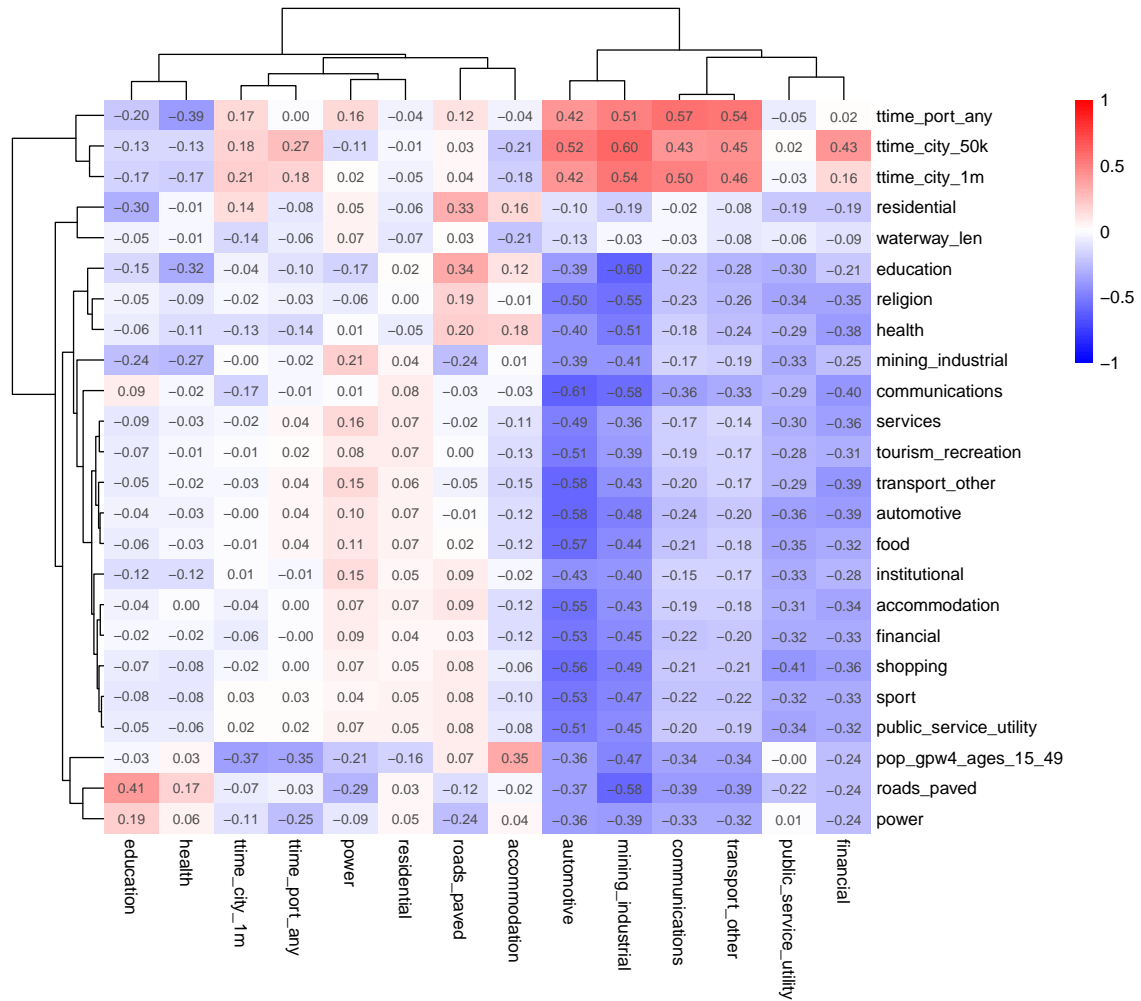 −0.20 −0.39 0.17 0.00 0.16 −0.04 0.12 −0.04 0.42 0.51 0.57 0.54 −0.05 0.02 ttime_port_any
−0.13 −0.13 0.18 0.27 −0.11 −0.01 0.03 −0.21 0.52 0.60 0.43 0.45 0.02 0.43 ttime_city_50k
−0.17 −0.17 0.21 0.18 0.02 −0.05 0.04 −0.18 0.42 0.54 0.50 0.46 −0.03 0.16 ttime_city_1m
−0.30 −0.01 0.14 −0.08 0.05 −0.06 0.33 0.16 −0.10 −0.19 −0.02 −0.08 −0.19 −0.19 residential
−0.05 −0.01 −0.14 −0.06 0.07 −0.07 0.03 −0.21 −0.13 −0.03 −0.03 −0.08 −0.06 −0.09 waterway_len
−0.15 −0.32 −0.04 −0.10 −0.17 0.02 0.34 0.12 −0.39 −0.60 −0.22 −0.28 −0.30 −0.21 education
−0.05 −0.09 −0.02 −0.03 −0.06 0.00 0.19 −0.01 −0.50 −0.55 −0.23 −0.26 −0.34 −0.35 religion
−0.06 −0.11 −0.13 −0.14 0.01 −0.05 0.20 0.18 −0.40 −0.51 −0.18 −0.24 −0.29 −0.38 health
−0.24 −0.27 −0.00 −0.02 0.21 0.04 −0.24 0.01 −0.39 −0.41 −0.17 −0.19 −0.33 −0.25 mining_industrial
0.09 −0.02 −0.17 −0.01 0.01 0.08 −0.03 −0.03 −0.61 −0.58 −0.36 −0.33 −0.29 −0.40 communications
−0.09 −0.03 −0.02 0.04 0.16 0.07 −0.02 −0.11 −0.49 −0.36 −0.17 −0.14 −0.30 −0.36 services
−0.07 −0.01 −0.01 0.02 0.08 0.07 0.00 −0.13 −0.51 −0.39 −0.19 −0.17 −0.28 −0.31 tourism_recreation
−0.05 −0.02 −0.03 0.04 0.15 0.06 −0.05 −0.15 −0.58 −0.43 −0.20 −0.17 −0.29 −0.39 transport_other
−0.04 −0.03 −0.00 0.04 0.10 0.07 −0.01 −0.12 −0.58 −0.48 −0.24 −0.20 −0.36 −0.39 automotive
−0.06 −0.03 −0.01 0.04 0.11 0.07 0.02 −0.12 −0.57 −0.44 −0.21 −0.18 −0.35 −0.32 food
−0.12 −0.12 0.01 −0.01 0.15 0.05 0.09 −0.02 −0.43 −0.40 −0.15 −0.17 −0.33 −0.28 institutional
−0.04 0.00 −0.04 0.00 0.07 0.07 0.09 −0.12 −0.55 −0.43 −0.19 −0.18 −0.31 −0.34 accommodation
−0.02 −0.02 −0.06 −0.00 0.09 0.04 0.03 −0.12 −0.53 −0.45 −0.22 −0.20 −0.32 −0.33 financial
−0.07 −0.08 −0.02 0.00 0.07 0.05 0.08 −0.06 −0.56 −0.49 −0.21 −0.21 −0.41 −0.36 shopping
−0.08 −0.08 0.03 0.03 0.04 0.05 0.08 −0.10 −0.53 −0.47 −0.22 −0.22 −0.32 −0.33 sport
−0.05 −0.06 0.02 0.02 0.07 0.05 0.08 −0.08 −0.51 −0.45 −0.20 −0.19 −0.34 −0.32 public_service_utility
−0.03 0.03 −0.37 −0.35 −0.21 −0.16 0.07 0.35 −0.36 −0.47 −0.34 −0.34 −0.00 −0.24 pop_gpw4_ages_15_49
0.41 0.17 −0.07 −0.03 −0.29 0.03 −0.12 −0.02 −0.37 −0.58 −0.39 −0.39 −0.22 −0.24 roads_paved
0.19 0.06 −0.11 −0.25 −0.09 0.05 −0.24 0.04 −0.36 −0.39 −0.33 −0.32 0.01 −0.24 power
education
health
ttime_city_1m
ttime_port_any
power
residential
roads_paved
accommodation
automotive
mining_industrial
communications
transport_other
public_service_utility
financial
1
0.5
0
−0.5
−1